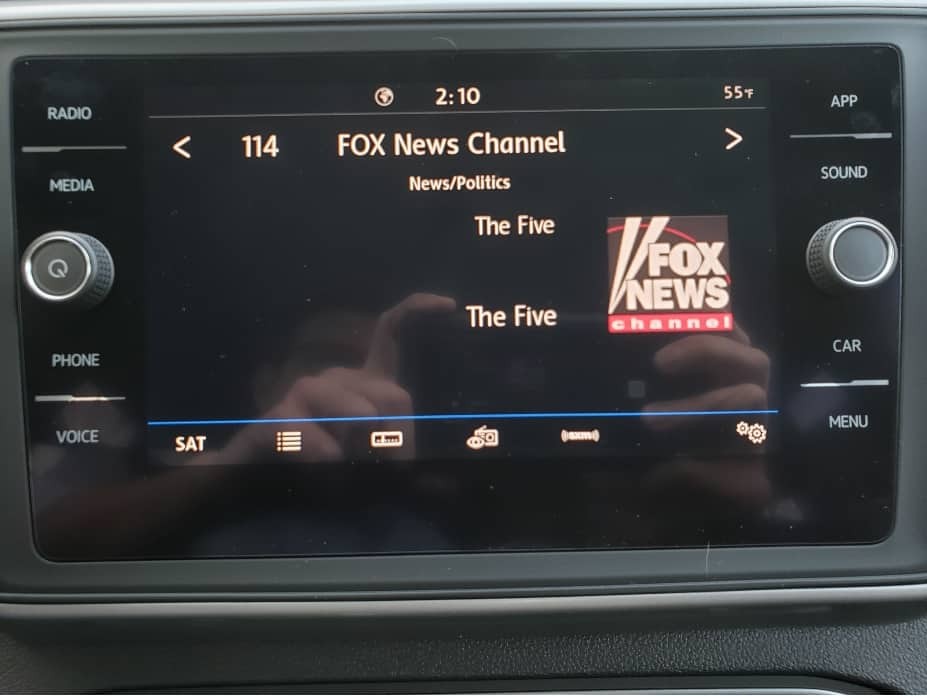 RADIO
MEDIA
PHONE
VOICE
2:10
55°F
< 114 FOX News Channel >
News/Politics
The Five
The Five
FOX
NEWS
channel
SAT
((SXM))
APP
SOUND
CAR
MENU